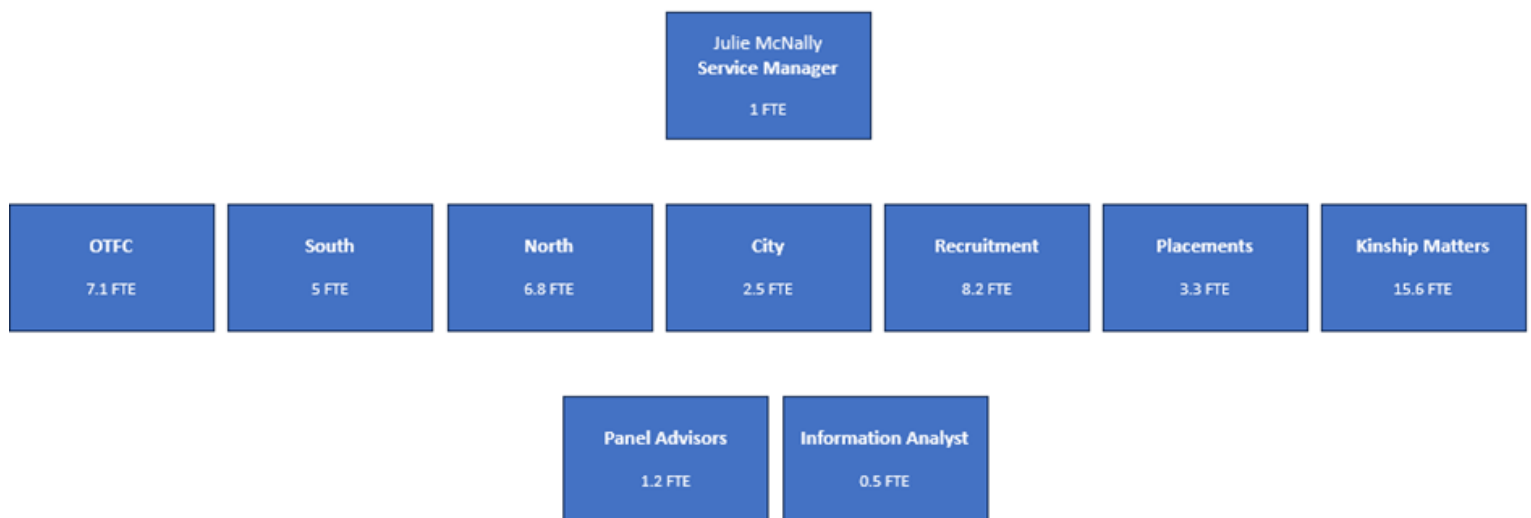 Julie McNally
Service Manager
1 FTE
OTFC
7.1 FTE
South
5 FTE
North
6.8 FTE
City
2.5 FTE
Recruitment
8.2 FTE
Placements
3.3 FTE
Kinship Matters
15.6 FTE
Panel Advisors
1.2 FTE
Information Analyst
0.5 FTE